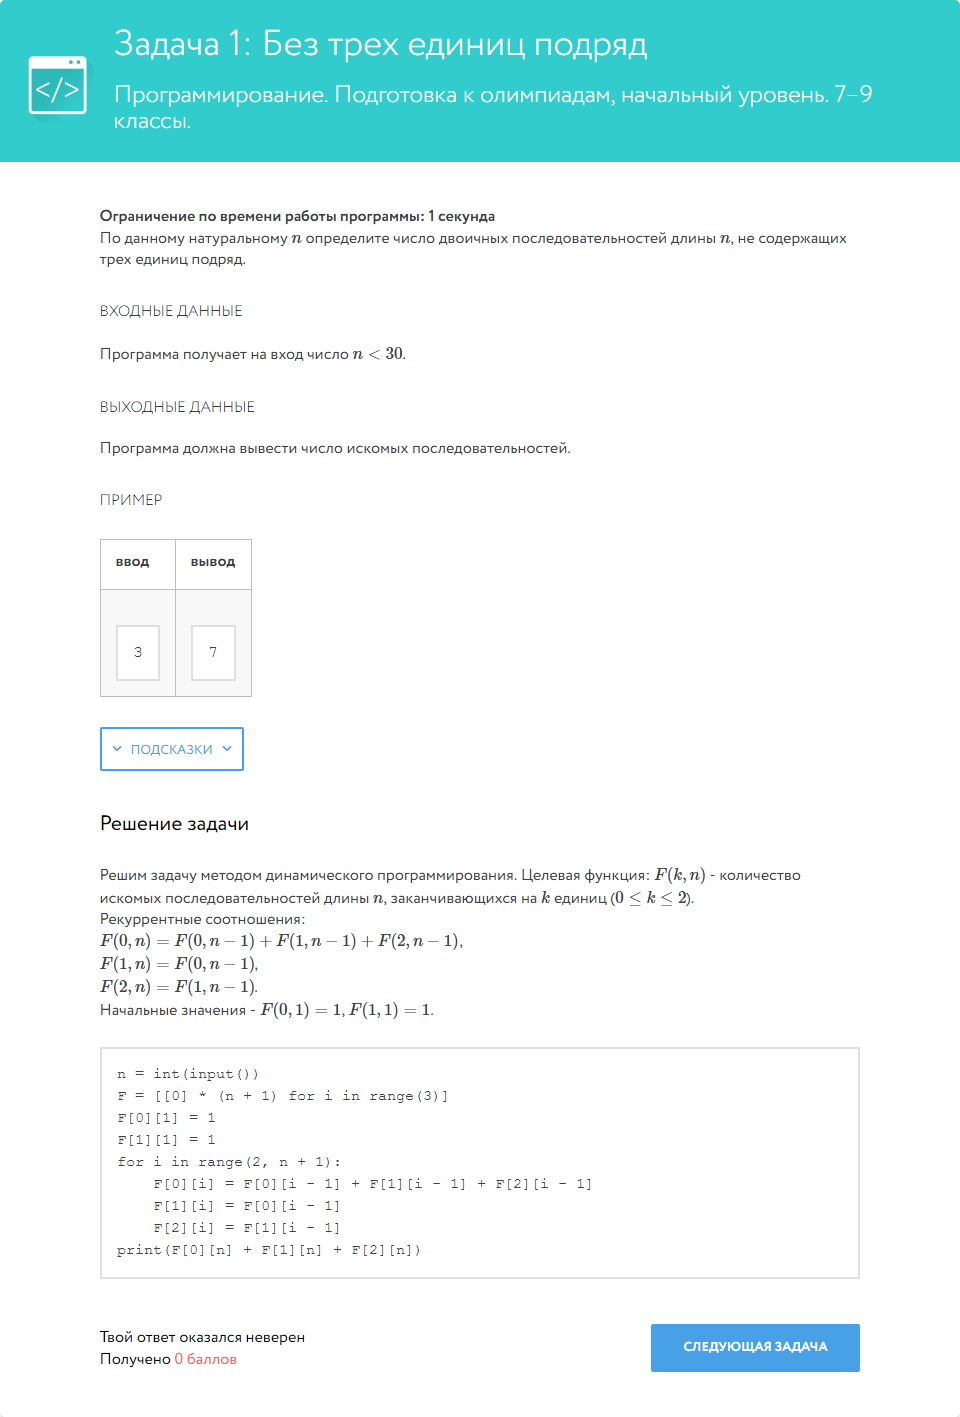 Задача 1: Без трех единиц подряд
</>
Программирование. Подготовка к олимпиадам, начальный уровень. 7–9
классы.
Ограничение по времени работы программы: 1 секунда
По данному натуральному n определите число двоичных последовательностей длины n, не содержащих
трех единиц подряд.
ВХОДНЫЕ ДАННЫЕ
Программа получает на вход число n < 30.
ВЫХОДНЫЕ ДАННЫЕ
Программа должна вывести число искомых последовательностей.
ПРИМЕР
ввод вывод
3 7
ПОДСКАЗКИ
Решение задачи
Решим задачу методом динамического программирования. Целевая функция: F(k, n) - количество
искомых последовательностей длины n, заканчивающихся на k единиц (0 ≤ k ≤ 2).
Рекуррентные соотношения:
F(0, n) = F(0, n − 1) + F(1, n − 1) + F(2, n − 1),
F(1, n) = F(0, n − 1),
F(2, n) = F(1, n − 1).
Начальные значения - F(0, 1) = 1, F(1, 1) = 1.
n = int(input())
F = [[0] * (n + 1) for i in range(3)]
F[0][1] = 1
F[1][1] = 1
for i in range(2, n + 1):
    F[0][i] = F[0][i - 1] + F[1][i - 1] + F[2][i - 1]
    F[1][i] = F[0][i - 1]
    F[2][i] = F[1][i - 1]
print(F[0][n] + F[1][n] + F[2][n])
Твой ответ оказался неверен
Получено 0 баллов
СЛЕДУЮЩАЯ ЗАДАЧА